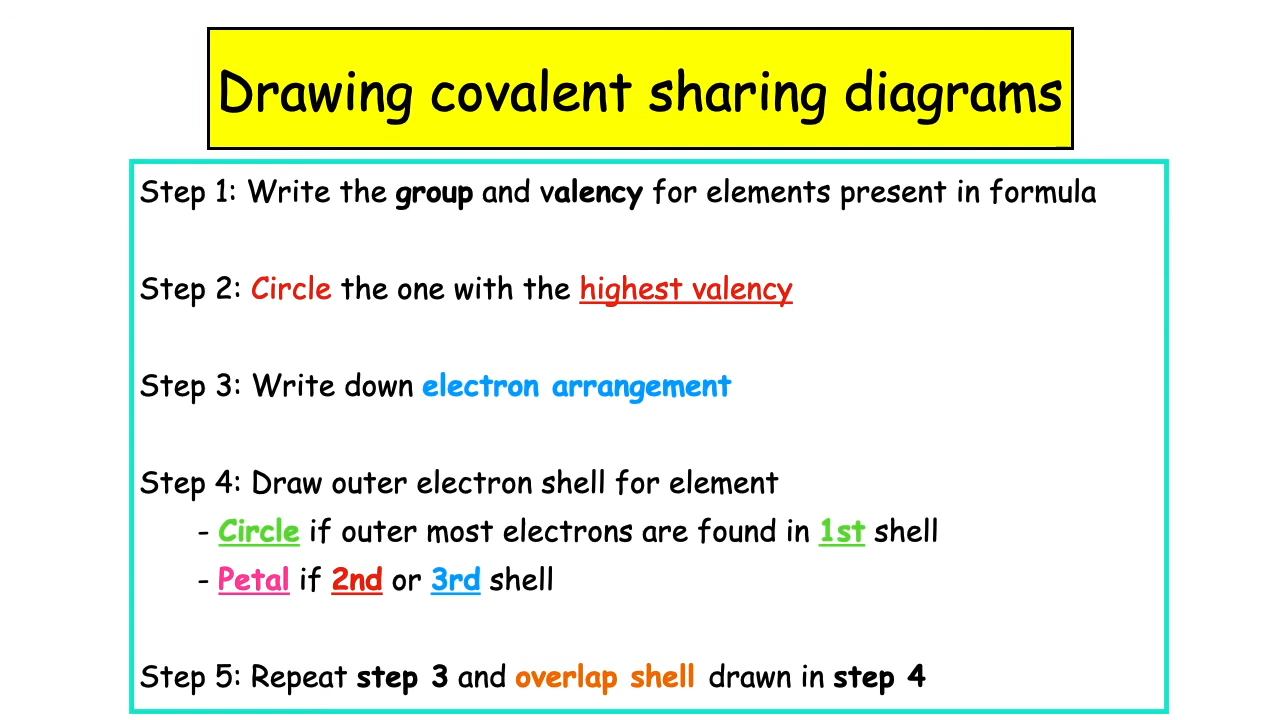 Drawing covalent sharing diagrams
Step 1: Write the group and valency for elements present in formula
Step 2: Circle the one with the highest valency
Step 3: Write down electron arrangement
Step 4: Draw outer electron shell for element
- Circle if outer most electrons are found in 1st shell
- Petal if 2nd or 3rd shell
Step 5: Repeat step 3 and overlap shell drawn in step 4